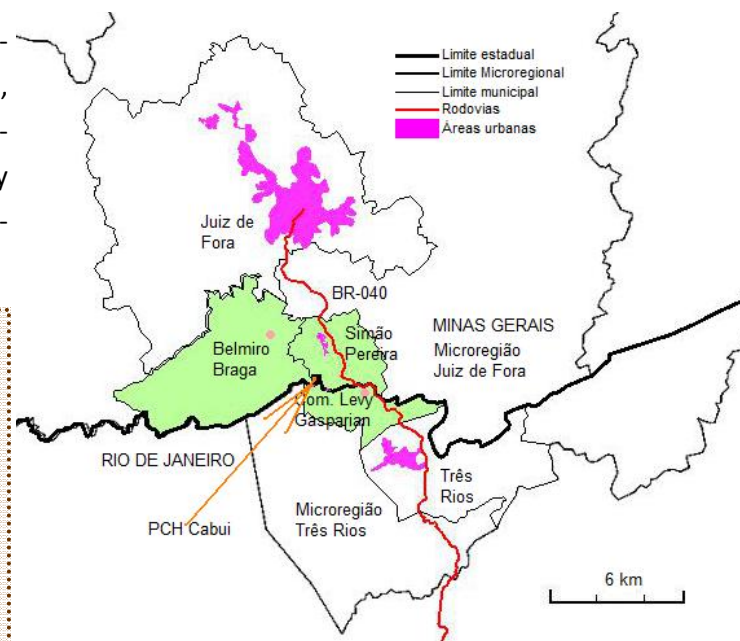 Limite estadual
Limite Microregional
Limite municipal
Rodovias
Áreas urbanas
Juiz de
Fora
BR-040
MINAS GERAIS
Microregião
Juiz de Fora
Simão
Pereira
Belmiro
Braga
Com. Levy
Gasparian
RIO DE JANEIRO
Três
Rios
Microregião
Três Rios
PCH Cabui
6 km